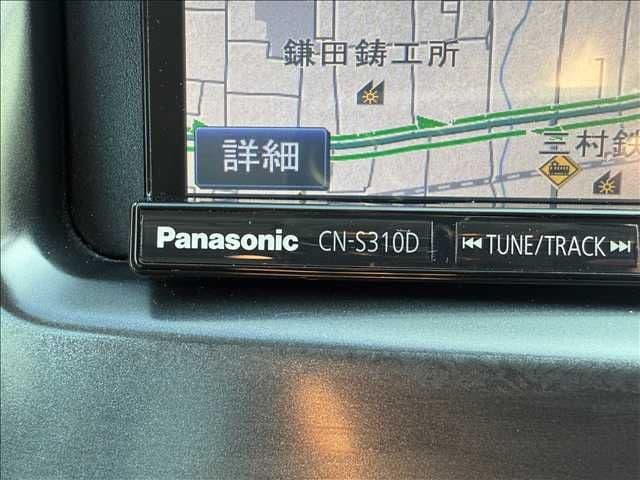 鎌田鋳工所
三村鉄
詳細
Panasonic CN-S310D ⏮ TUNE/TRACK ⏭